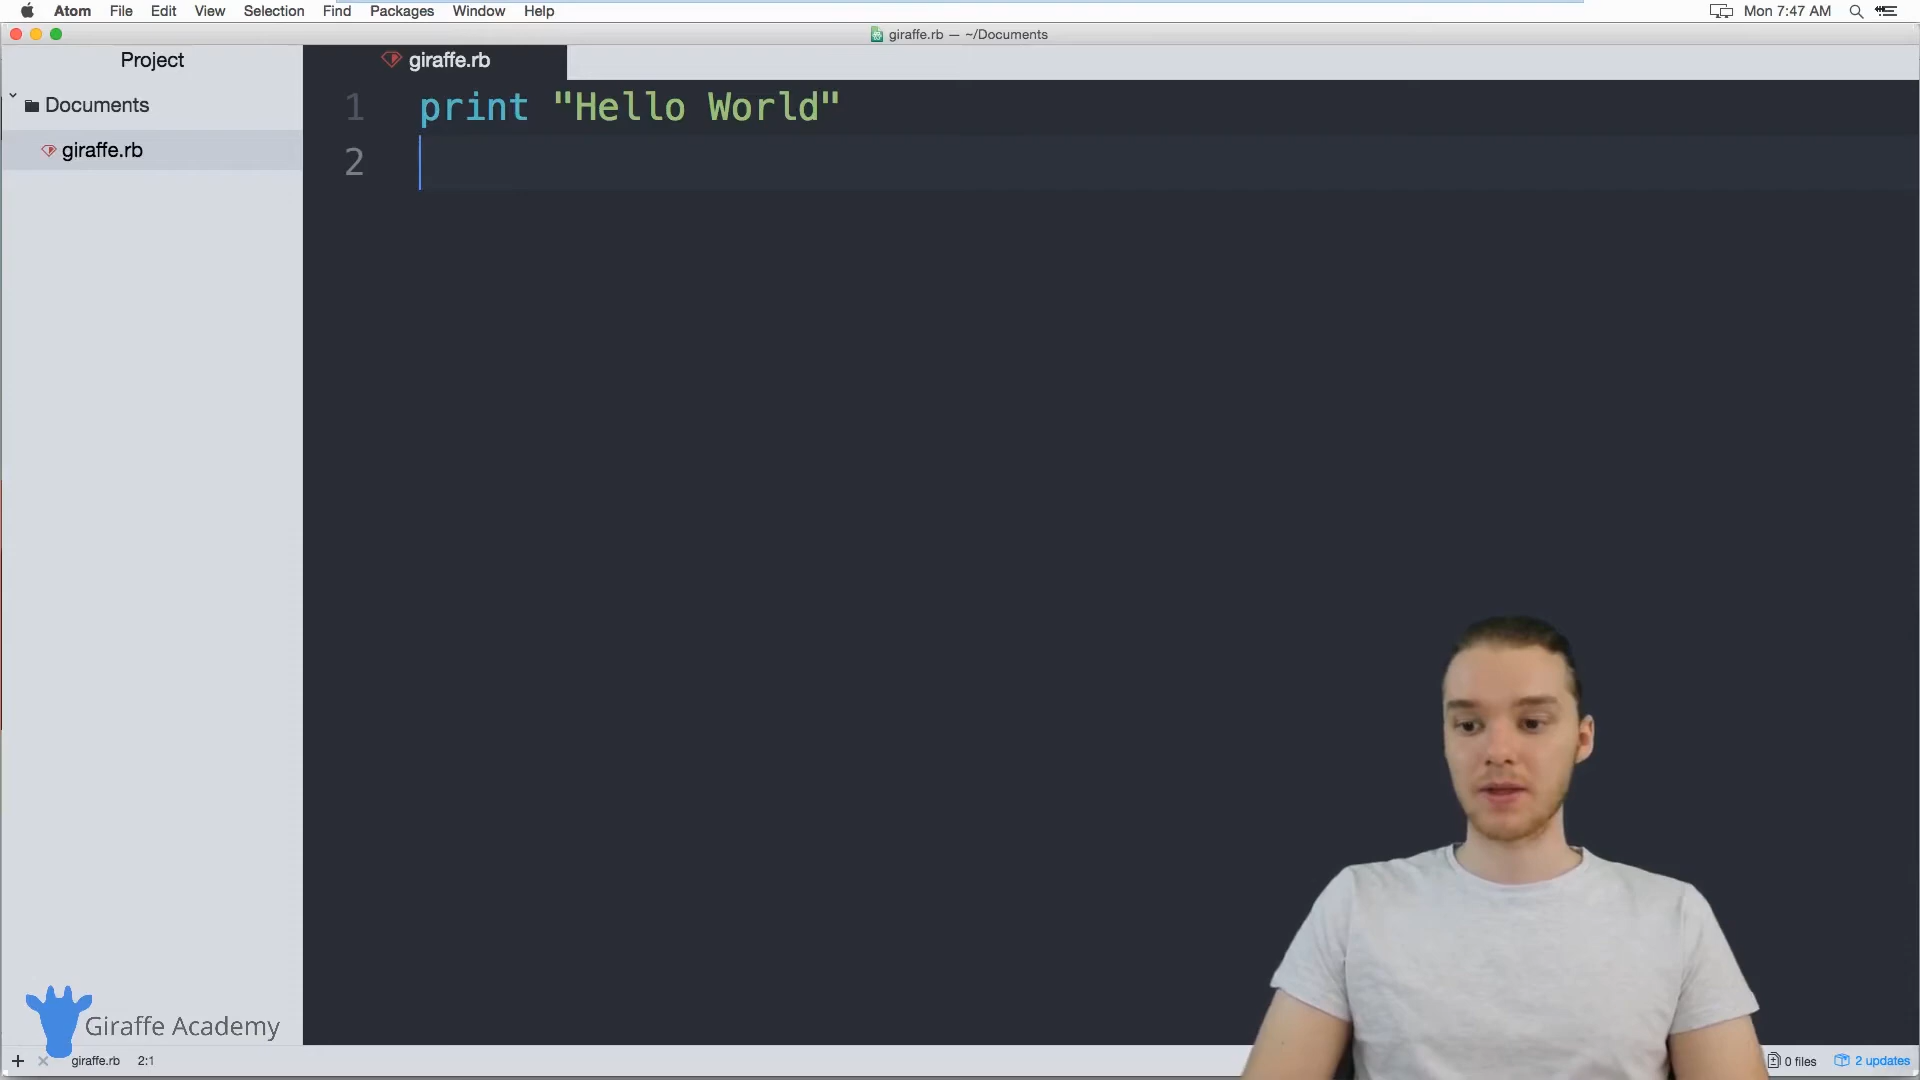 Atom File Edit View Selection Find Packages Window Help Mon 7:47 AM
giraffe.rb — ~/Documents
Project
giraffe.rb
Documents
giraffe.rb
1 print "Hello World"
2
Giraffe Academy
giraffe.rb 2:1 0 files 2 updates